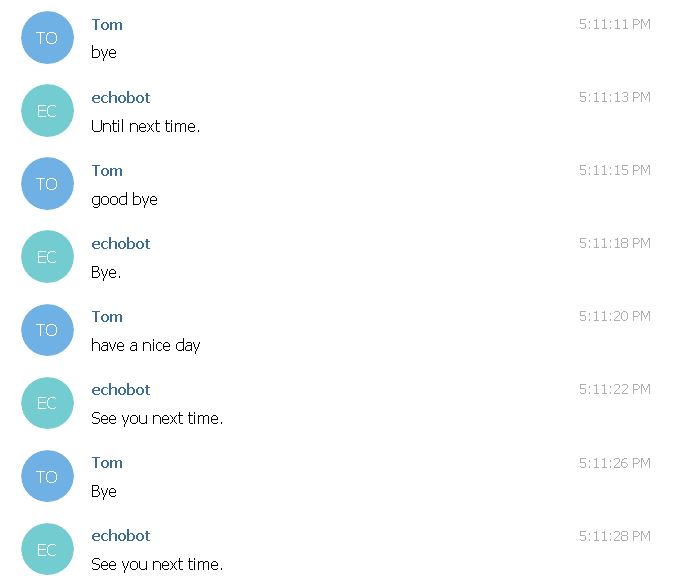 TO
Tom 5:11:11 PM
bye
EC
echobot 5:11:13 PM
Until next time.
TO
Tom 5:11:15 PM
good bye
EC
echobot 5:11:18 PM
Bye.
TO
Tom 5:11:20 PM
have a nice day
EC
echobot 5:11:22 PM
See you next time.
TO
Tom 5:11:26 PM
Bye
EC
echobot 5:11:28 PM
See you next time.